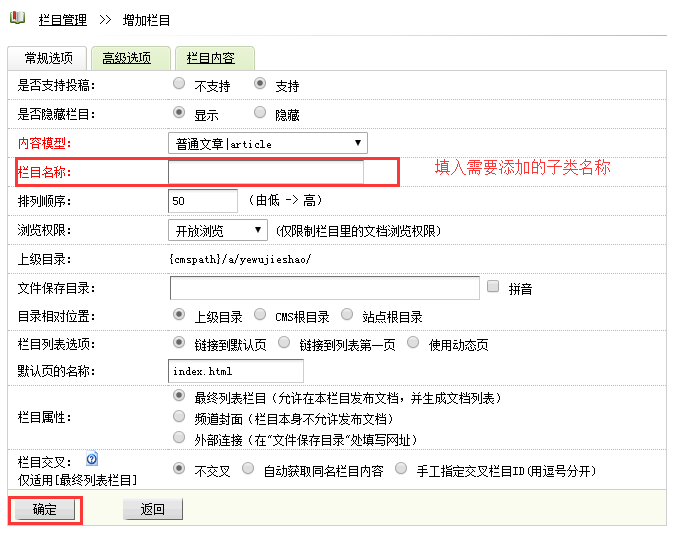 栏目管理 >> 增加栏目
常规选项 高级选项 栏目内容
是否支持投稿: 不支持 支持
是否隐藏栏目: 显示 隐藏
内容模型: 普通文章|article
栏目名称: 填入需要添加的子类名称
排列顺序: 50 (由低 -> 高)
浏览权限: 开放浏览 (仅限制栏目里的文档浏览权限)
上级目录: {cmspath}/a/yewujieshao/
文件保存目录: 拼音
目录相对位置: 上级目录 CMS根目录 站点根目录
栏目列表选项: 链接到默认页 链接到列表第一页 使用动态页
默认页的名称: index.html
栏目属性: 最终列表栏目(允许在本栏目发布文档,并生成文档列表)
频道封面(栏目本身不允许发布文档)
外部连接(在"文件保存目录"处填写网址)
栏目交叉: ?
仅适用[最终列表栏目] 不交叉 自动获取同名栏目内容 手工指定交叉栏目ID(用逗号分开)
确定 返回